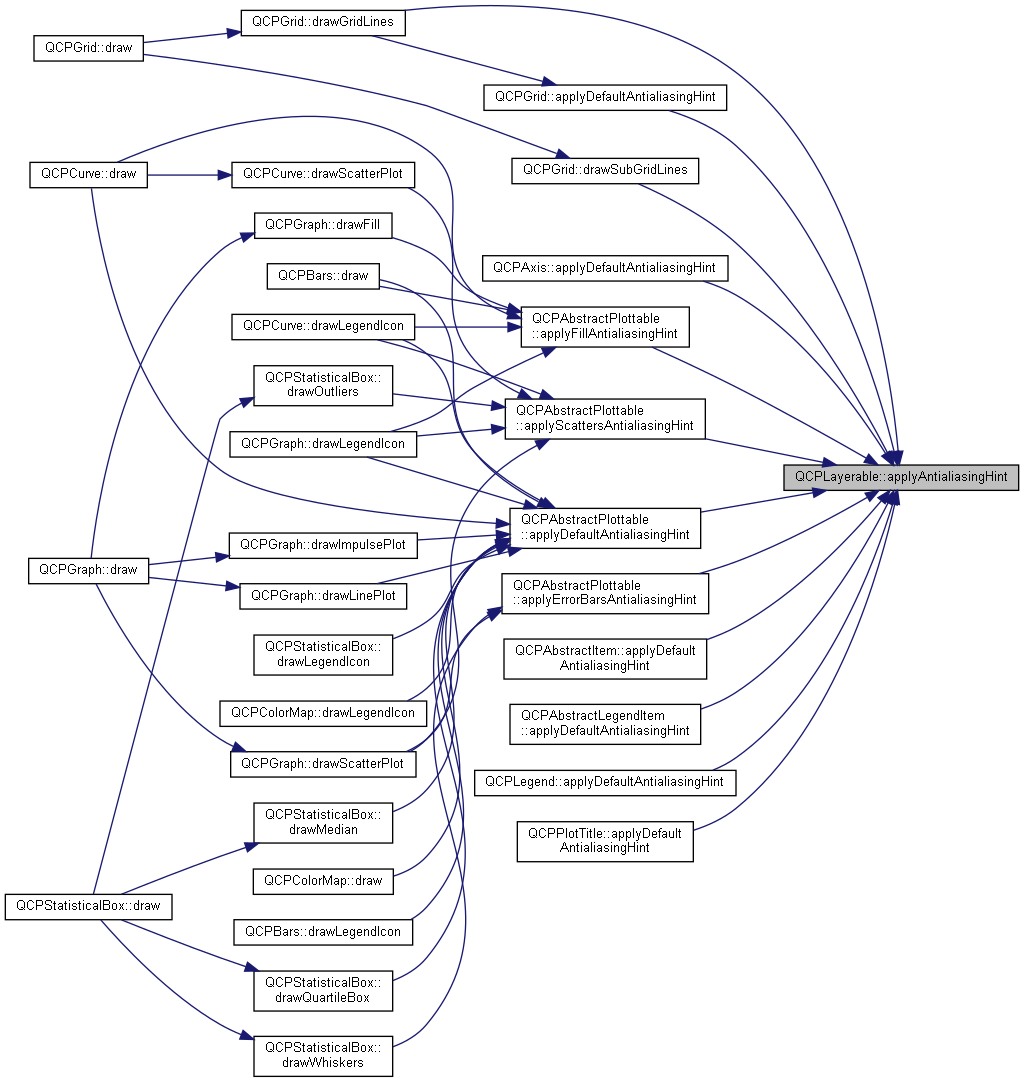 QCPGrid::drawGridLines
QCPGrid::draw
QCPGrid::applyDefaultAntialiasingHint
QCPGrid::drawSubGridLines
QCPCurve::draw
QCPCurve::drawScatterPlot
QCPGraph::drawFill
QCPBars::draw
QCPAxis::applyDefaultAntialiasingHint
QCPCurve::drawLegendIcon
QCPAbstractPlottable
::applyFillAntialiasingHint
QCPStatisticalBox::
drawOutliers
QCPAbstractPlottable
::applyScattersAntialiasingHint
QCPGraph::drawLegendIcon
QCPLayerable::applyAntialiasingHint
QCPAbstractPlottable
::applyDefaultAntialiasingHint
QCPGraph::drawImpulsePlot
QCPGraph::draw
QCPGraph::drawLinePlot
QCPAbstractPlottable
::applyErrorBarsAntialiasingHint
QCPStatisticalBox::
drawLegendIcon
QCPAbstractItem::applyDefault
AntialiasingHint
QCPColorMap::drawLegendIcon
QCPAbstractLegendItem
::applyDefaultAntialiasingHint
QCPGraph::drawScatterPlot
QCPLegend::applyDefaultAntialiasingHint
QCPStatisticalBox::
drawMedian
QCPPlotTitle::applyDefault
AntialiasingHint
QCPColorMap::draw
QCPStatisticalBox::draw
QCPBars::drawLegendIcon
QCPStatisticalBox::
drawQuartileBox
QCPStatisticalBox::
drawWhiskers